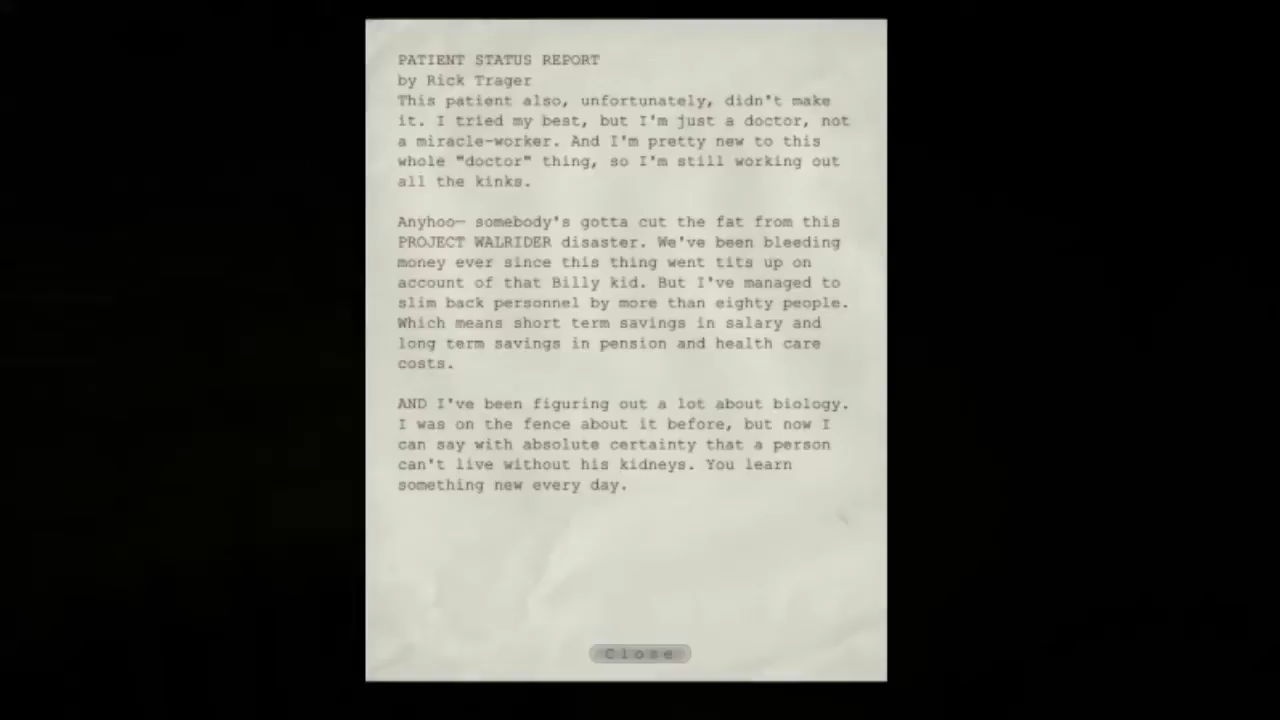 PATIENT STATUS REPORT
by Rick Trager
This patient also, unfortunately, didn't make
it. I tried my best, but I'm just a doctor, not
a miracle-worker. And I'm pretty new to this
whole "doctor" thing, so I'm still working out
all the kinks.
Anyhoo— somebody's gotta cut the fat from this
PROJECT WALRIDER disaster. We've been bleeding
money ever since this thing went tits up on
account of that Billy kid. But I've managed to
slim back personnel by more than eighty people.
Which means short term savings in salary and
long term savings in pension and health care
costs.
AND I've been figuring out a lot about biology.
I was on the fence about it before, but now I
can say with absolute certainty that a person
can't live without his kidneys. You learn
something new every day.
Close